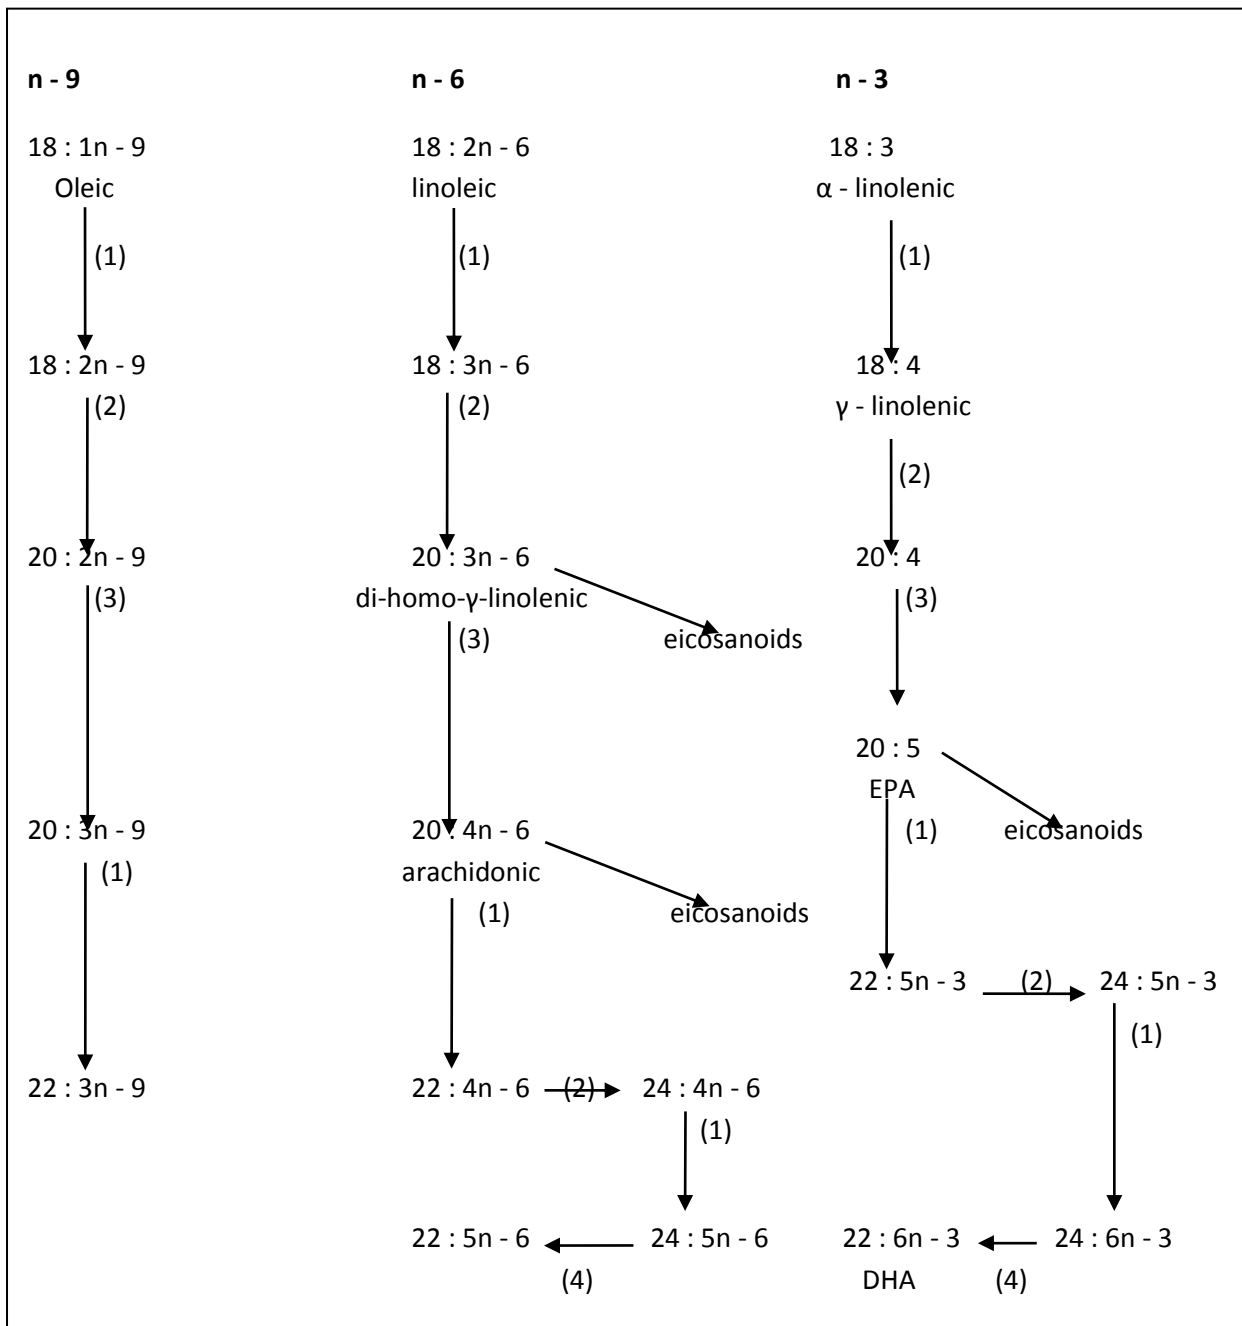 n - 9 n - 6 n - 3
18 : 1n - 9 18 : 2n - 6 18 : 3
Oleic linoleic α - linolenic
(1) (1) (1)
18 : 2n - 9 18 : 3n - 6 18 : 4
(2) (2) γ - linolenic
(2)
20 : 2n - 9 20 : 3n - 6 20 : 4
(3) di-homo-γ-linolenic (3)
(3) eicosanoids
20 : 5
EPA
20 : 3n - 9 20 : 4n - 6 (1) eicosanoids
(1) arachidonic
(1) eicosanoids
22 : 5n - 3 (2) 24 : 5n - 3
(1)
22 : 3n - 9 22 : 4n - 6 (2) 24 : 4n - 6
(1)
22 : 5n - 6 24 : 5n - 6 22 : 6n - 3 24 : 6n - 3
(4) DHA (4)